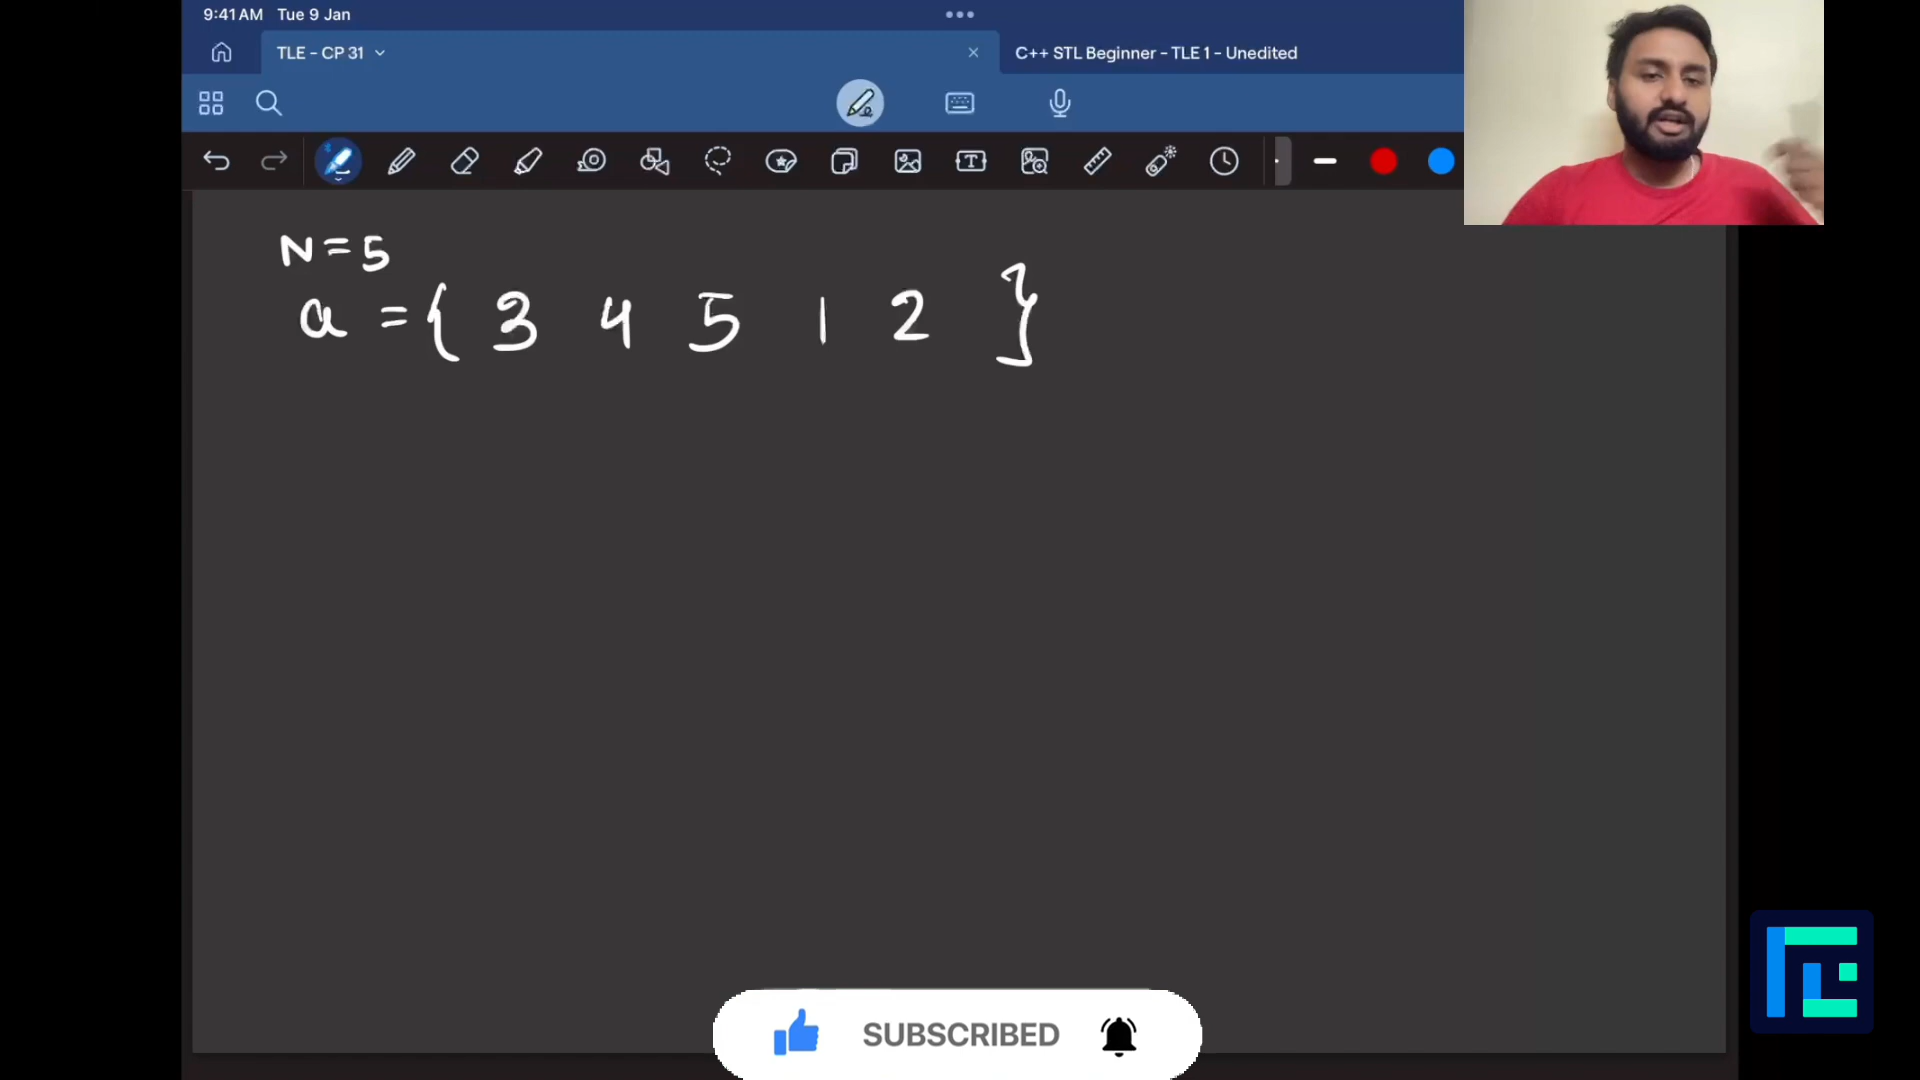 9:41 AM Tue 9 Jan
TLE - CP 31
C++ STL Beginner - TLE 1 - Unedited
N=5
a = { 3 4 5 1 2 }
SUBSCRIBED